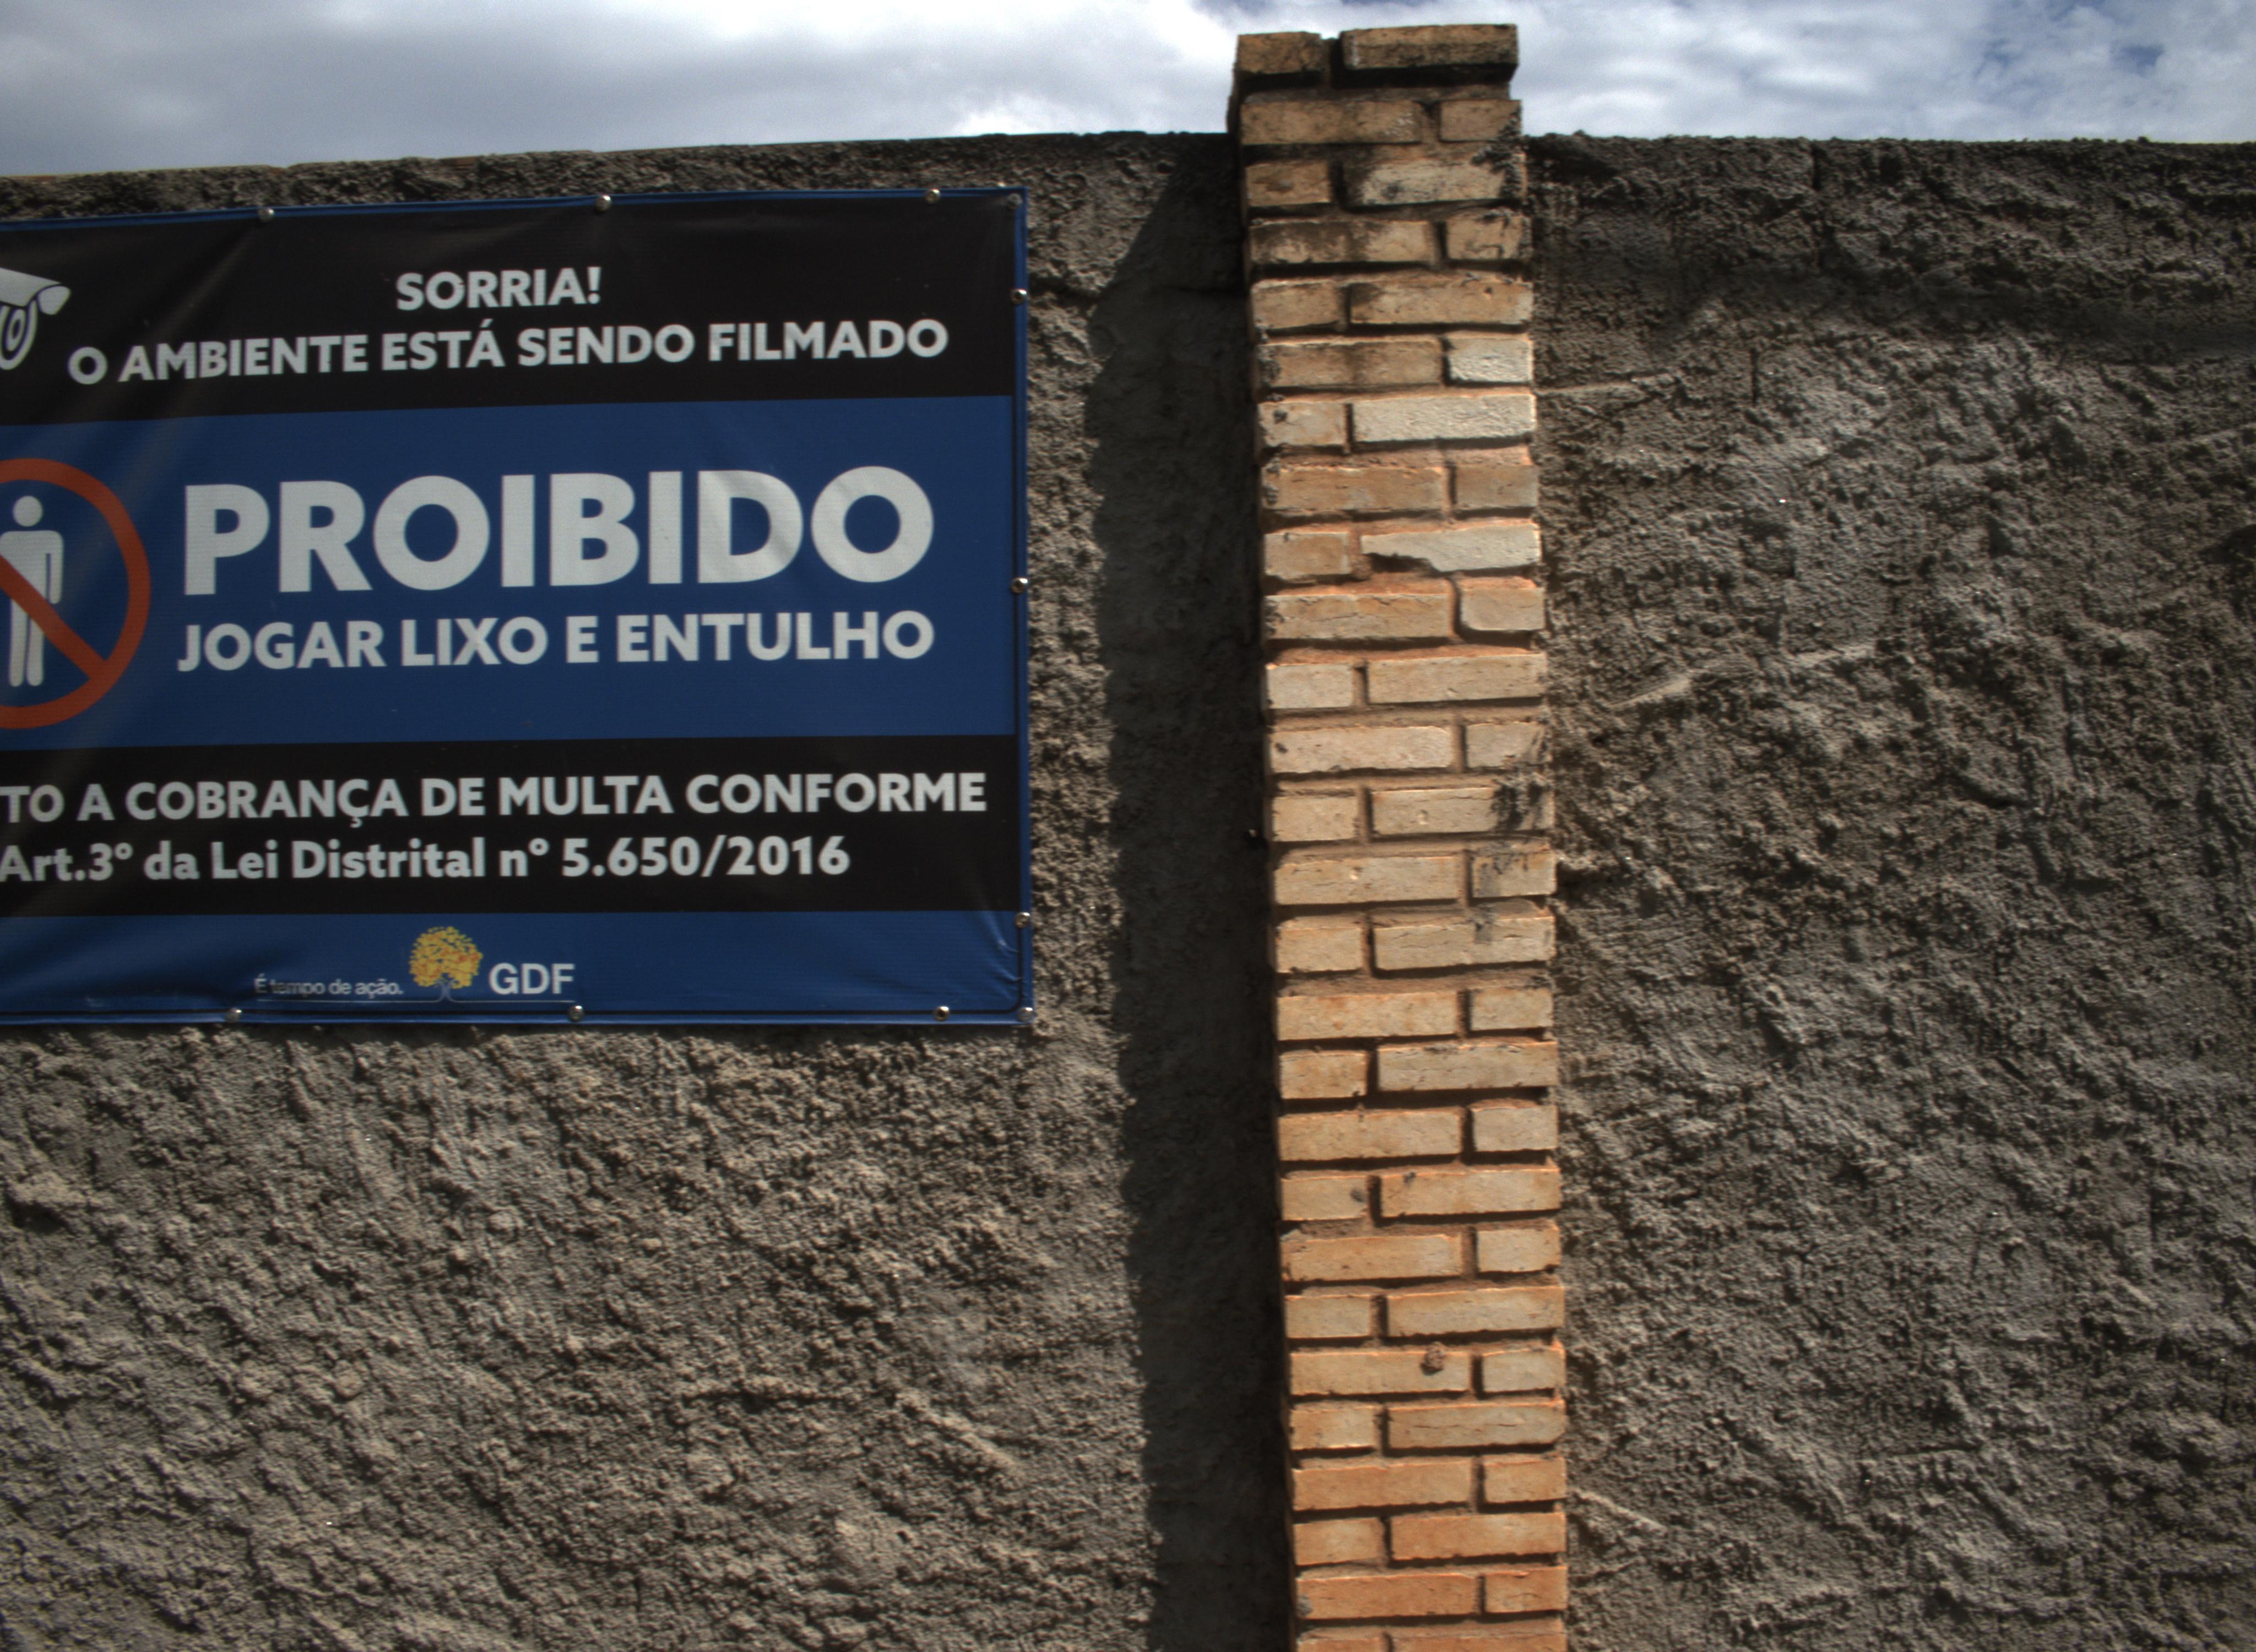 SORRIA!
O AMBIENTE ESTÁ SENDO FILMADO
PROIBIDO
JOGAR LIXO E ENTULHO
TO A COBRANÇA DE MULTA CONFORME
Art.3º da Lei Distrital nº 5.650/2016
É tempo de ação. GDF